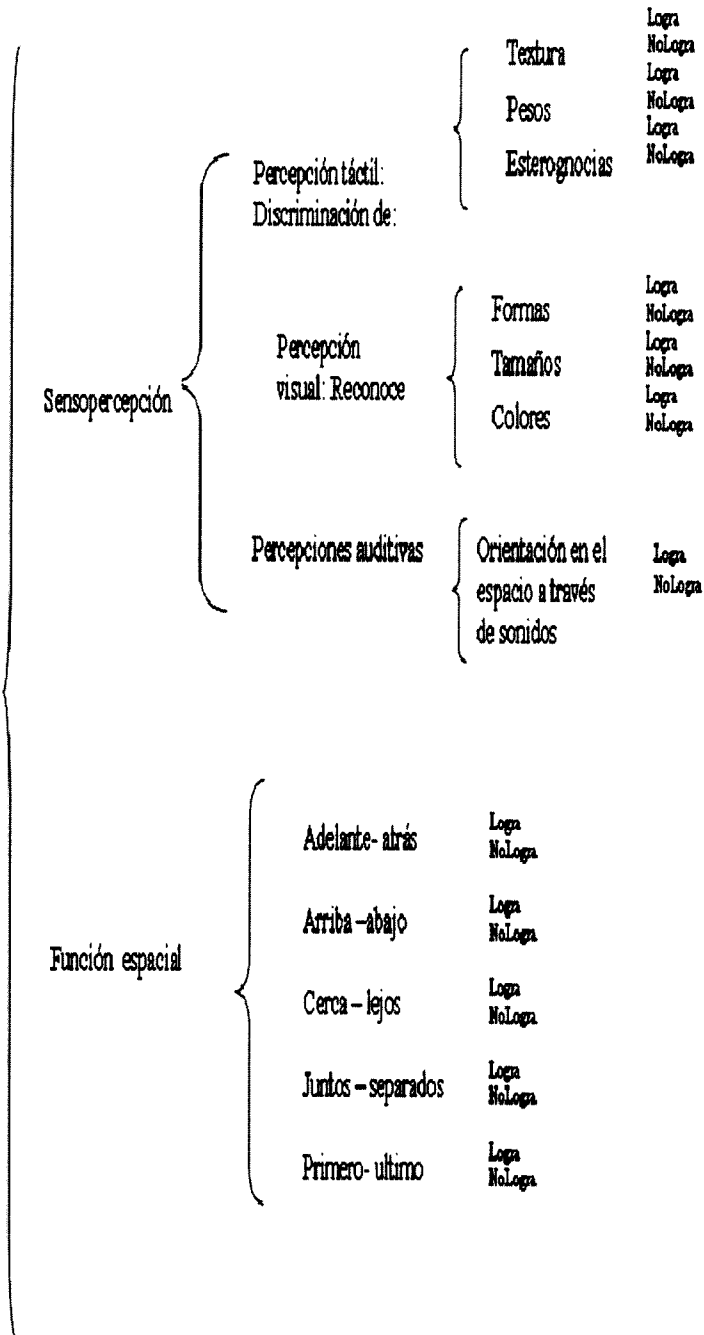 Logra
NoLogra
Textura
Logra
NoLogra
Pesos
Logra
NoLogra
Esterognocias
Percepción táctil:
Discriminación de:
Logra
NoLogra
Formas
Logra
NoLogra
Tamaños
Logra
NoLogra
Colores
Percepción
visual: Reconoce
Sensopercepción
Percepciones auditivas
Orientación en el
espacio a través
de sonidos
Logra
NoLogra
Adelante- atrás
Logra
NoLogra
Arriba –abajo
Logra
NoLogra
Función espacial
Cerca – lejos
Logra
NoLogra
Juntos – separados
Logra
NoLogra
Primero- ultimo
Logra
NoLogra